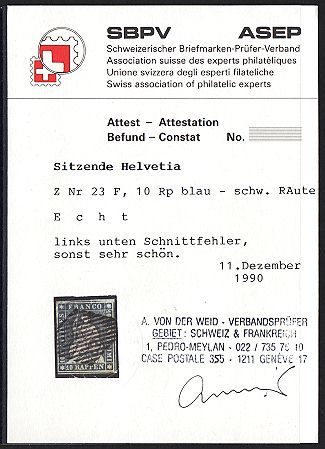 SBPV ASEP
Schweizerischer Briefmarken-Prüfer-Verband
Association suisse des experts philatéliques
Unione svizzera degli esperti filateliche
Swiss association of philatelic experts
Attest – Attestation
Befund – Constat No.
Sitzende Helvetia
Z Nr 23 F, 10 Rp blau - schw. RAute
E c h t
links unten Schnittfehler,
sonst sehr schön.
11.Dezember
1990
FRANCO
10 RAPPEN
A. VON DER WEID - VERBANDSPRÜFER
GEBIET: SCHWEIZ & FRANKREICH
1, PEDRO-MEYLAN - 022 / 735 76 10
CASE POSTALE 355 - 1211 GENÈVE 17